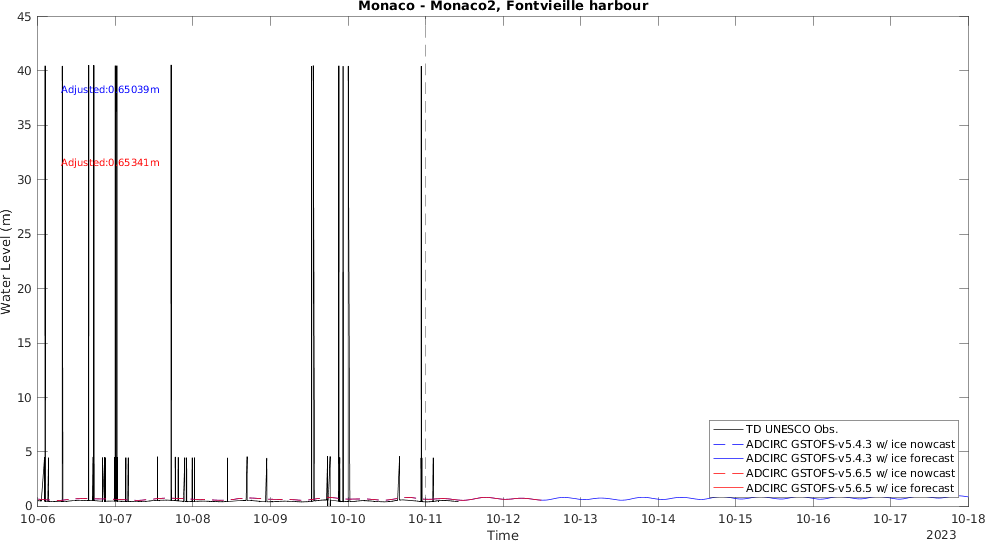 Monaco - Monaco2, Fontvieille harbour
45
40
35
30
25
20
15
10
5
0
Water Level (m)
Adjusted:0.65039m
Adjusted:0.65341m
TD UNESCO Obs.
ADCIRC GSTOFS-v5.4.3 w/ ice nowcast
ADCIRC GSTOFS-v5.4.3 w/ ice forecast
ADCIRC GSTOFS-v5.6.5 w/ ice nowcast
ADCIRC GSTOFS-v5.6.5 w/ ice forecast
10-06 10-07 10-08 10-09 10-10 10-11 10-12 10-13 10-14 10-15 10-16 10-17 10-18
Time
2023